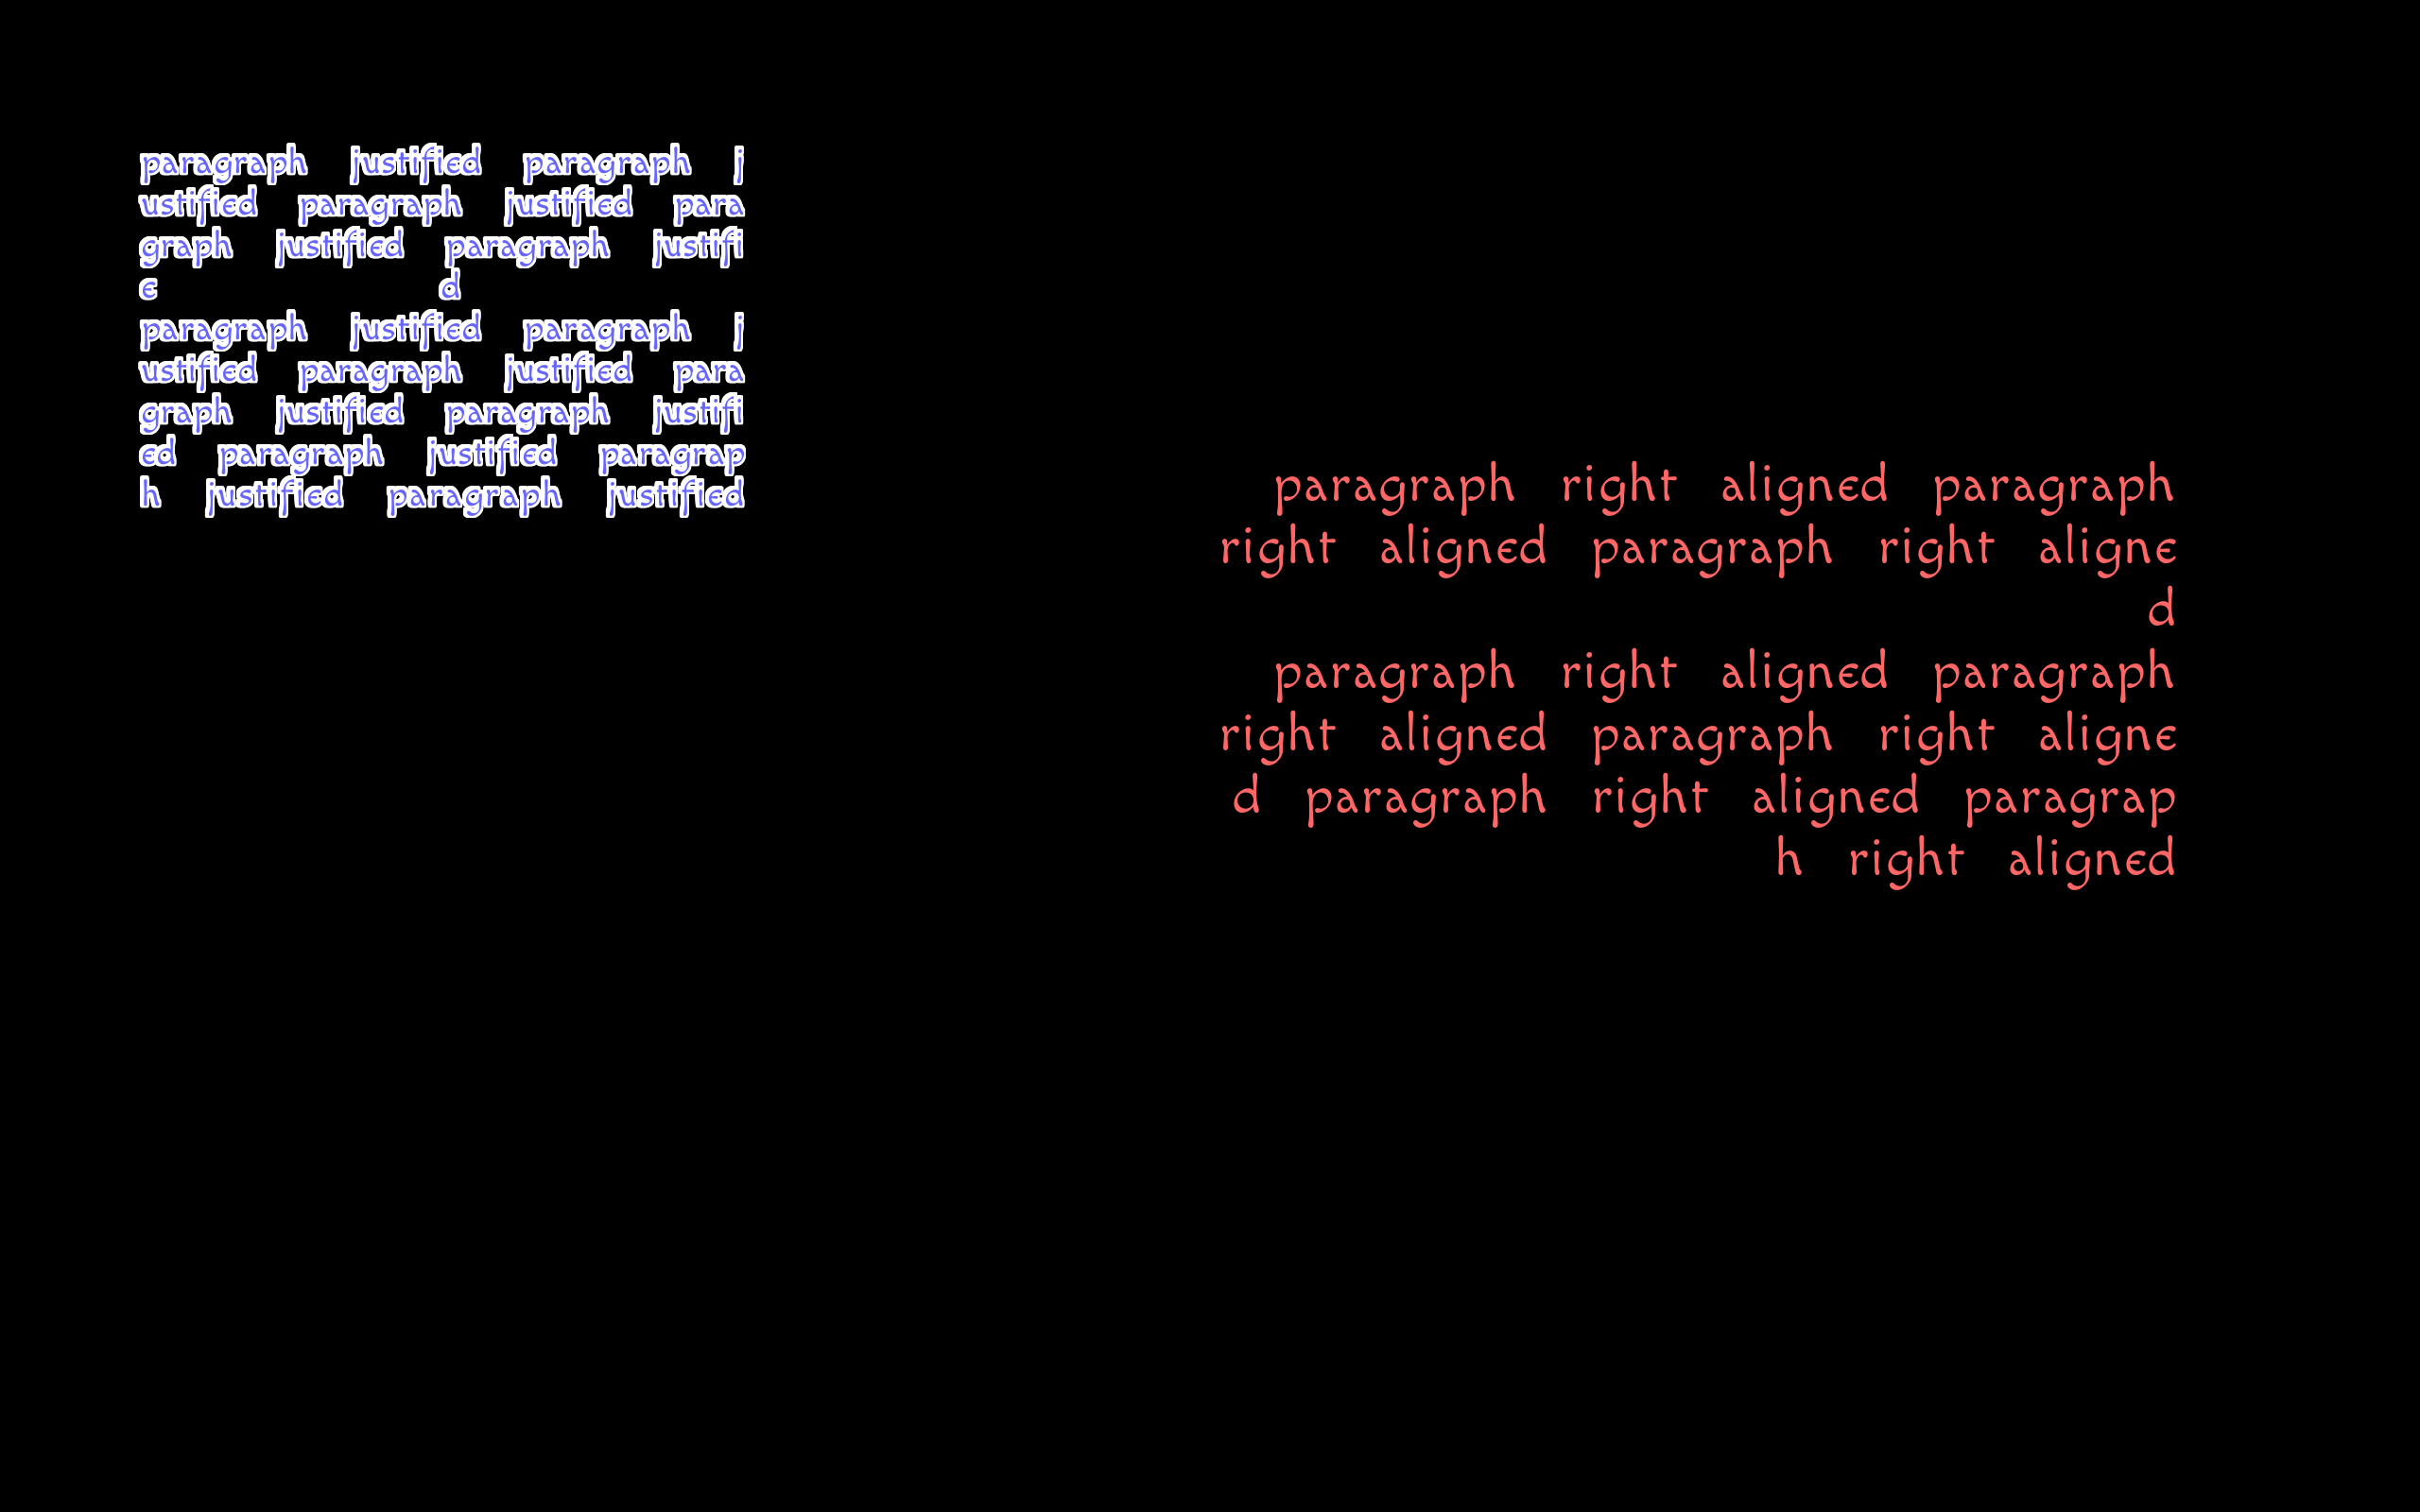 paragraph justified paragraph j
ustified paragraph justified para
graph justified paragraph justifi
e d
paragraph justified paragraph j
ustified paragraph justified para
graph justified paragraph justifi
ed paragraph justified paragrap
h justified paragraph justified
paragraph right aligned paragraph
right aligned paragraph right aligne
d
paragraph right aligned paragraph
right aligned paragraph right aligne
d paragraph right aligned paragrap
h right aligned